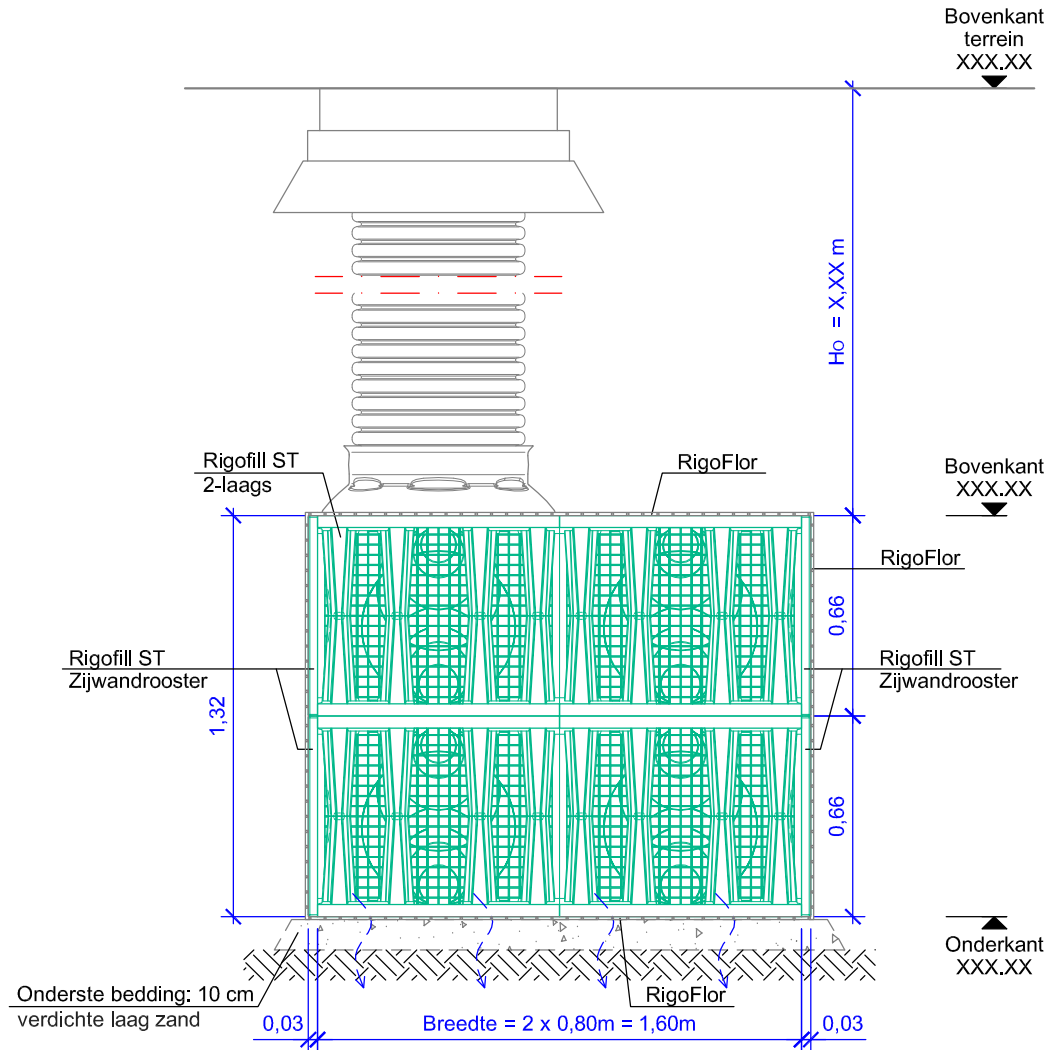 Bovenkant
terrein
XXX.XX
Ho = X,XX m
Rigofill ST
2-laags
RigoFlor
Bovenkant
XXX.XX
RigoFlor
0,66
Rigofill ST
Zijwandrooster
Rigofill ST
Zijwandrooster
1,32
0,66
Onderkant
XXX.XX
Onderste bedding: 10 cm
verdichte laag zand
RigoFlor
0,03
Breedte = 2 x 0,80m = 1,60m
0,03